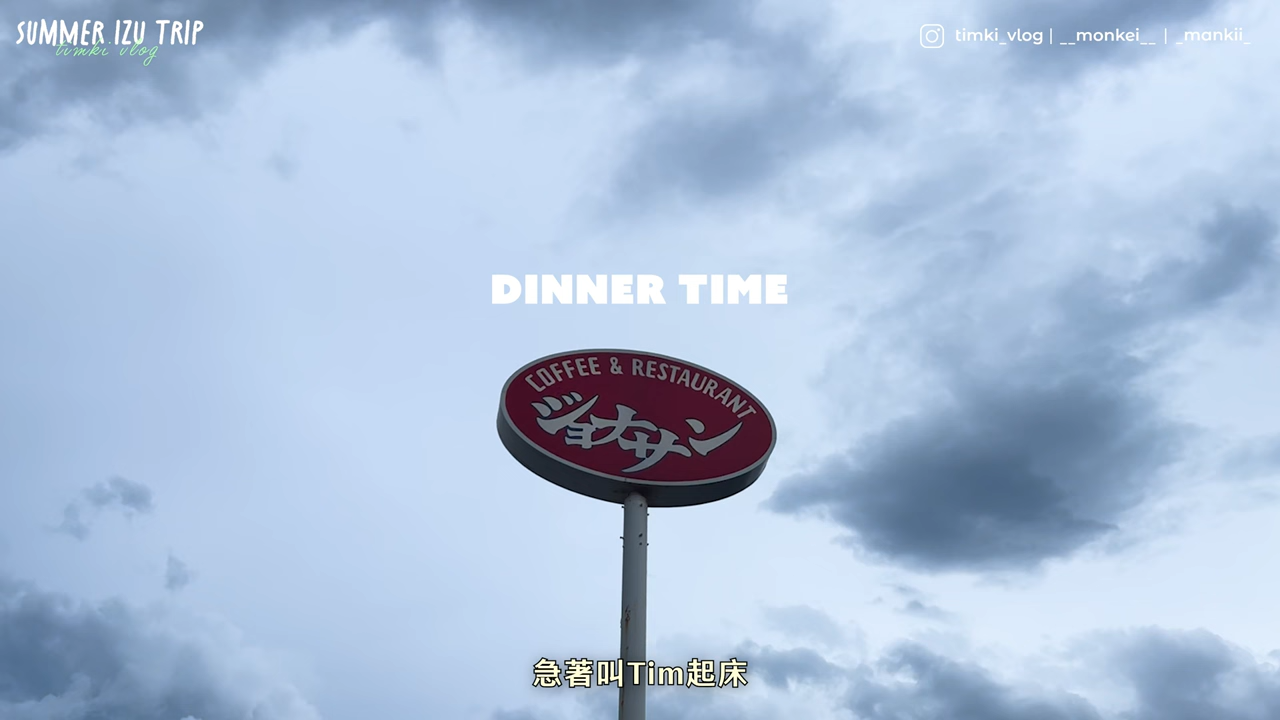 SUMMER IZU TRIP
timki vlog
timki_vlog | __monkei__ | _mankii_
DINNER TIME
COFFEE & RESTAURANT
ジョナサン
急著叫Tim起床